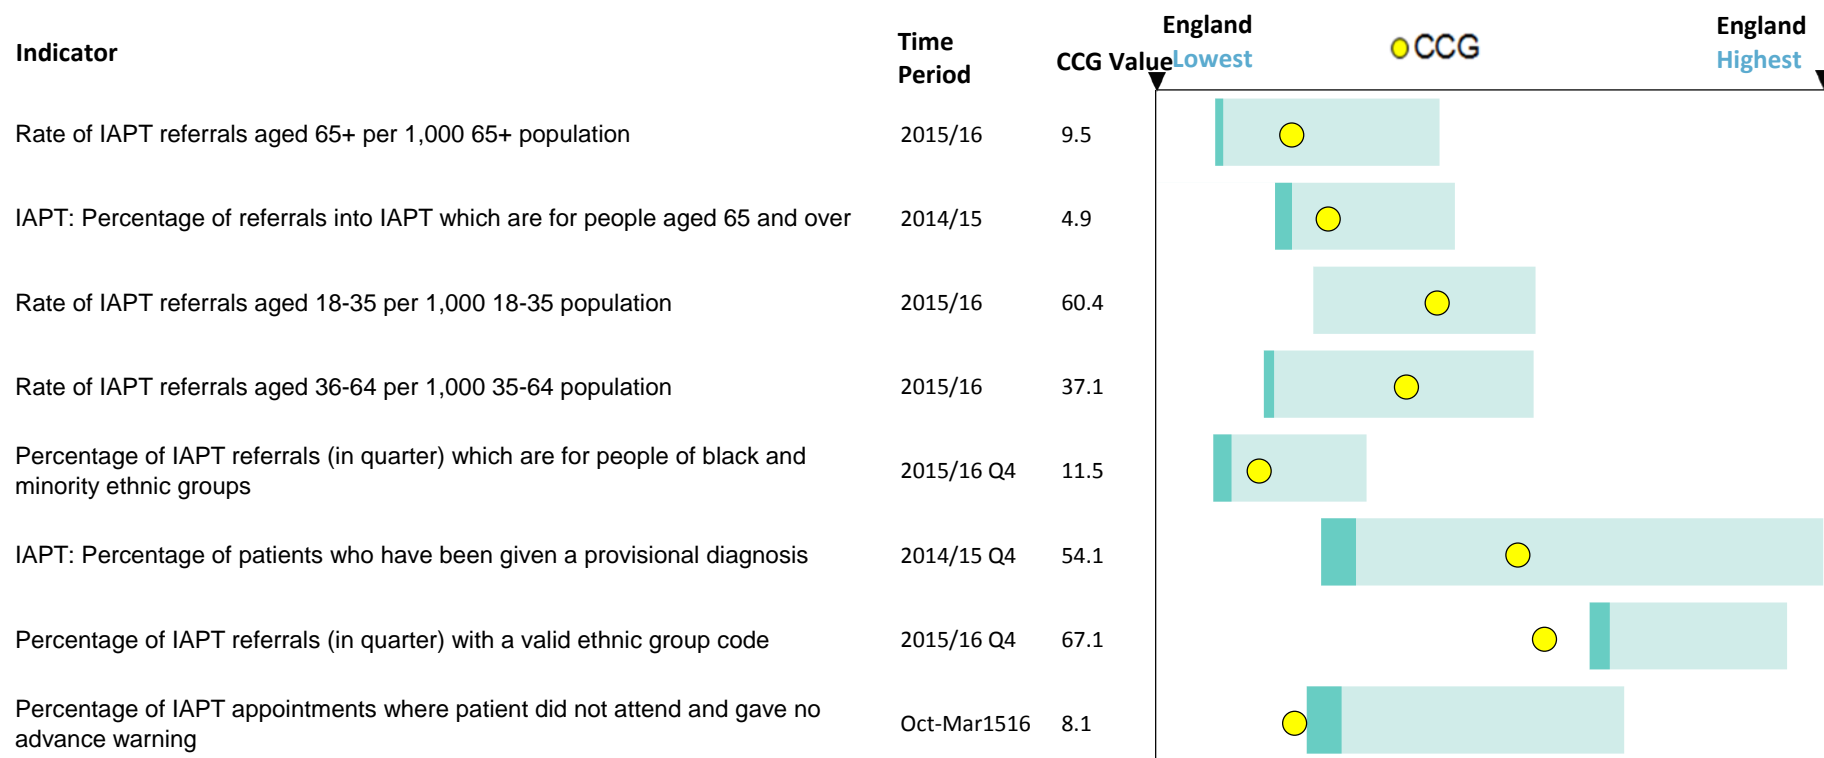 Indicator
Time
Period
CCG Value
England
Lowest
CCG
England
Highest
Rate of IAPT referrals aged 65+ per 1,000 65+ population 2015/16 9.5
IAPT: Percentage of referrals into IAPT which are for people aged 65 and over 2014/15 4.9
Rate of IAPT referrals aged 18-35 per 1,000 18-35 population 2015/16 60.4
Rate of IAPT referrals aged 36-64 per 1,000 35-64 population 2015/16 37.1
Percentage of IAPT referrals (in quarter) which are for people of black and
minority ethnic groups 2015/16 Q4 11.5
IAPT: Percentage of patients who have been given a provisional diagnosis 2014/15 Q4 54.1
Percentage of IAPT referrals (in quarter) with a valid ethnic group code 2015/16 Q4 67.1
Percentage of IAPT appointments where patient did not attend and gave no
advance warning Oct-Mar1516 8.1